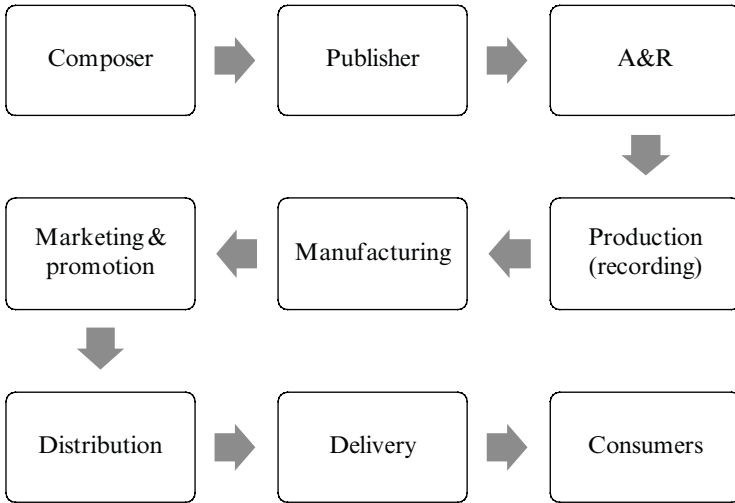 Composer
Publisher
A&R
Marketing &
promotion
Manufacturing
Production
(recording)
Distribution
Delivery
Consumers